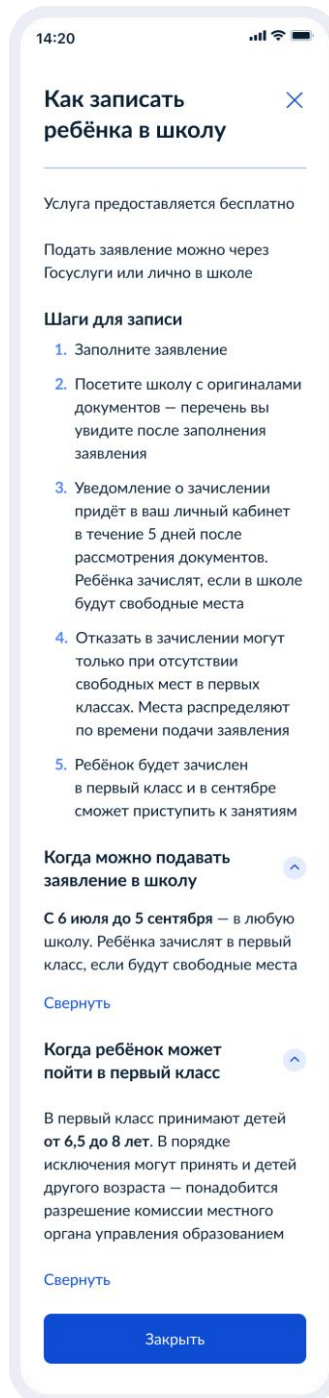 14:20
Как записать
ребёнка в школу
Услуга предоставляется бесплатно
Подать заявление можно через
Госуслуги или лично в школе
Шаги для записи
1. Заполните заявление
2. Посетите школу с оригиналами
документов — перечень вы
увидите после заполнения
заявления
3. Уведомление о зачислении
придёт в ваш личный кабинет
в течение 5 дней после
рассмотрения документов.
Ребёнка зачислят, если в школе
будут свободные места
4. Отказать в зачислении могут
только при отсутствии
свободных мест в первых
классах. Места распределяют
по времени подачи заявления
5. Ребёнок будет зачислен
в первый класс и в сентябре
сможет приступить к занятиям
Когда можно подавать
заявление в школу
С 6 июля до 5 сентября — в любую
школу. Ребёнка зачислят в первый
класс, если будут свободные места
Свернуть
Когда ребёнок может
пойти в первый класс
В первый класс принимают детей
от 6,5 до 8 лет. В порядке
исключения могут принять и детей
другого возраста — понадобится
разрешение комиссии местного
органа управления образованием
Свернуть
Закрыть